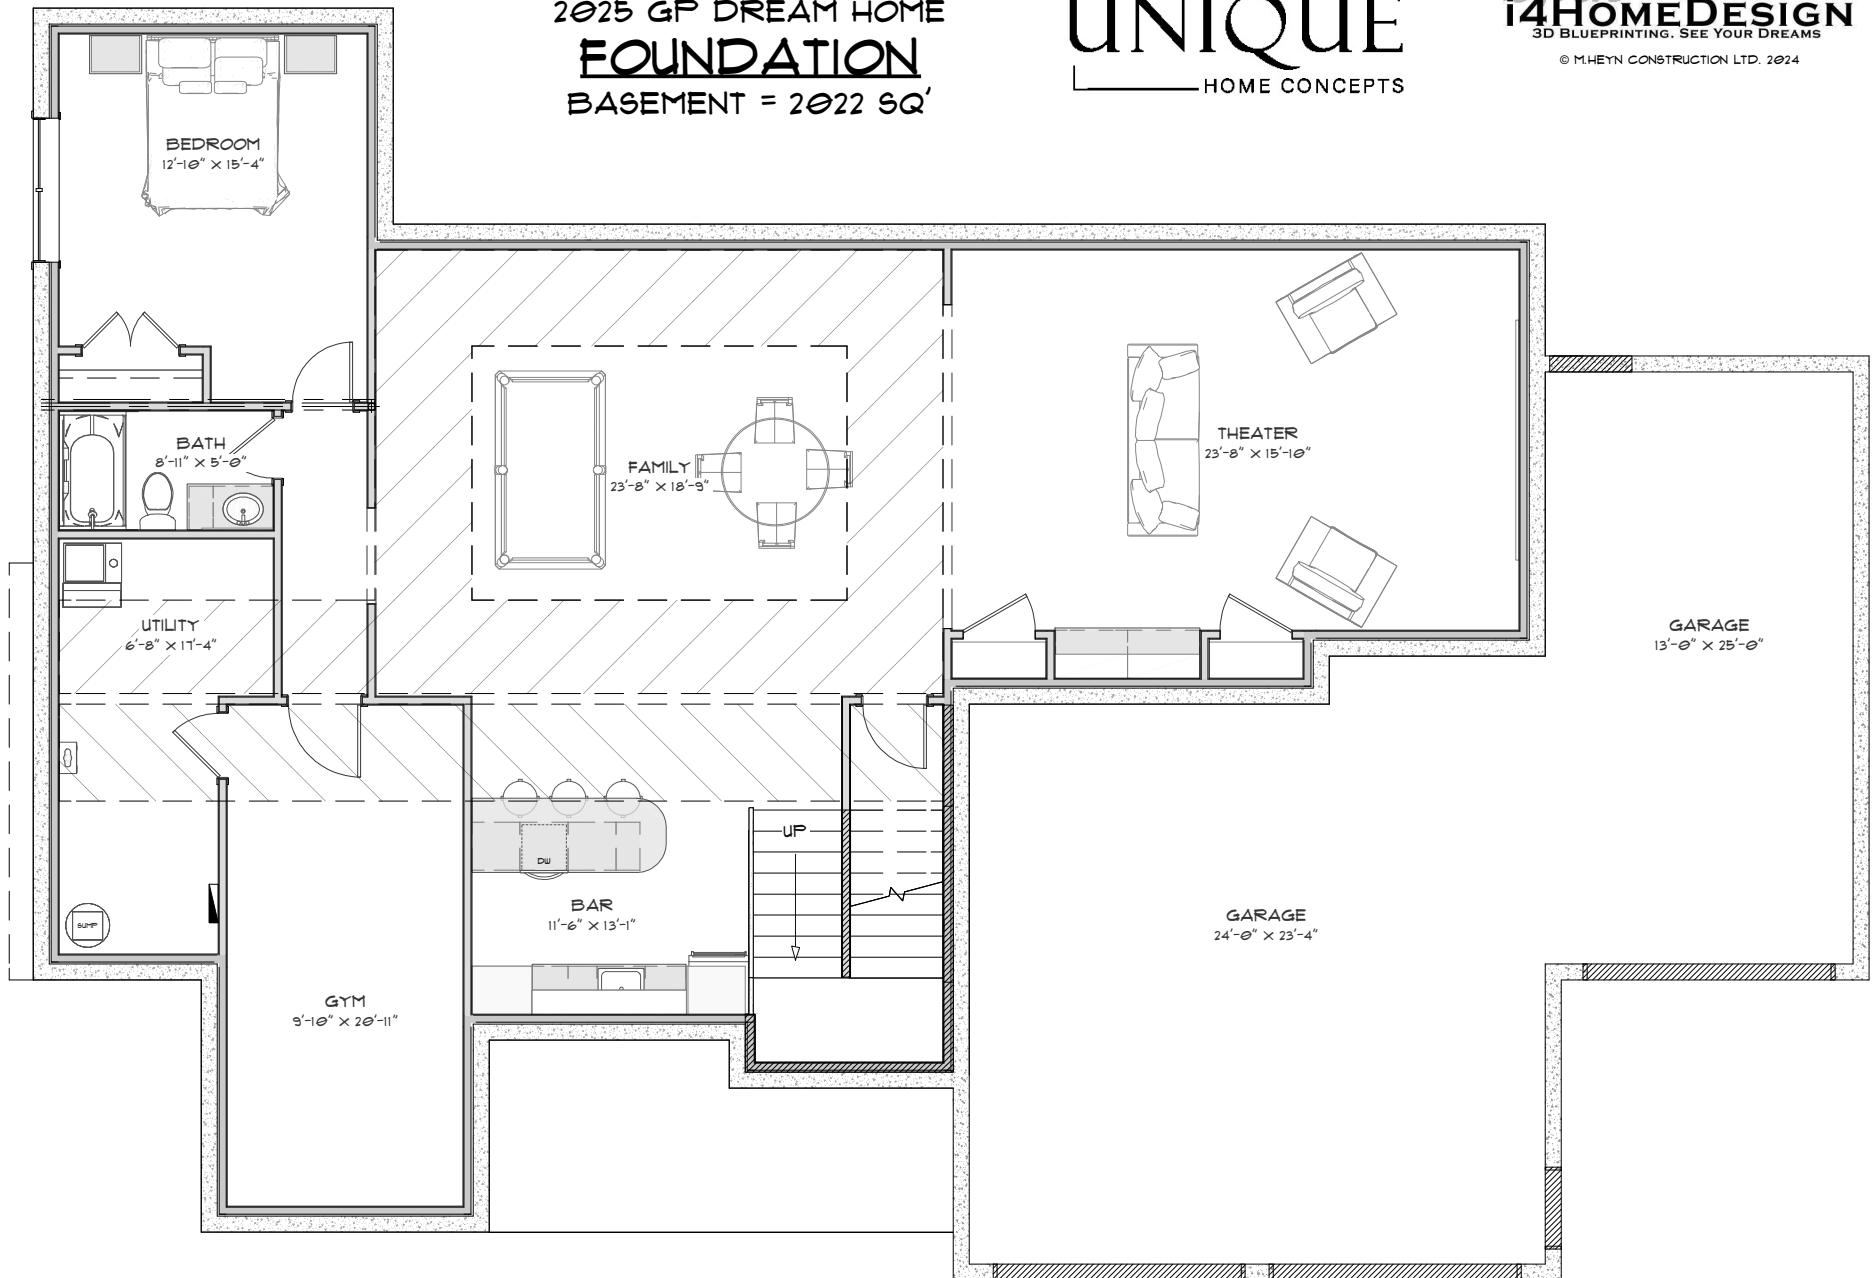 2025 GP DREAM HOME
FOUNDATION
BASEMENT = 2022 SQ'
UNIQUE
HOME CONCEPTS
i4HOMEDESIGN
3D BLUEPRINTING. SEE YOUR DREAMS
© M.HEYN CONSTRUCTION LTD. 2024
BEDROOM
12'-10" X 15'-4"
BATH
8'-11" X 5'-0"
FAMILY
23'-8" X 18'-9"
THEATER
23'-8" X 15'-10"
UTILITY
6'-8" X 17'-4"
GARAGE
13'-0" X 25'-0"
UP
DW
BAR
11'-6" X 13'-1"
GARAGE
24'-0" X 23'-4"
SUMP
GYM
9'-10" X 20'-11"